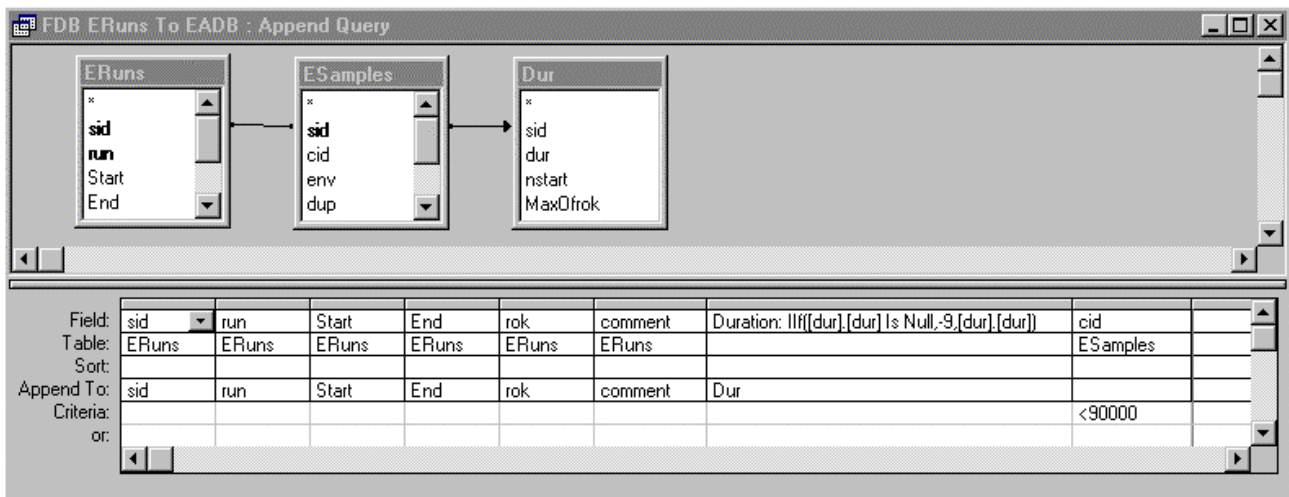 FDB ERuns To EADB : Append Query
ERuns
*
sid
run
Start
End
ESamples
*
sid
cid
env
dup
Dur
*
sid
dur
nstart
MaxOfrok
Field: sid run Start End rok comment Duration: IIf([dur].[dur] Is Null,-9,[dur].[dur]) cid
Table: ERuns ERuns ERuns ERuns ERuns ERuns ESamples
Sort:
Append To: sid run Start End rok comment Dur
Criteria: <90000
or: